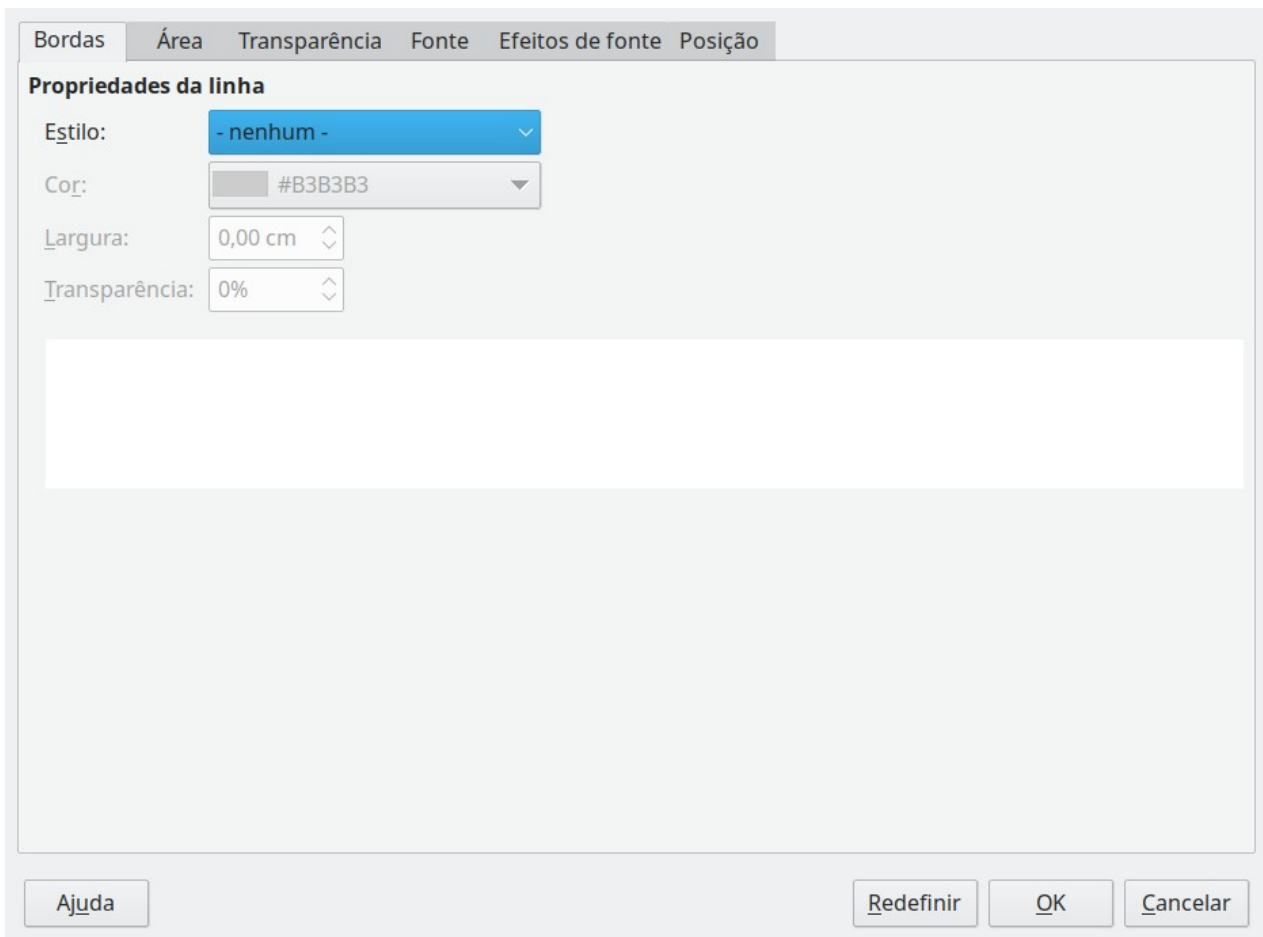 Bordas Área Transparência Fonte Efeitos de fonte Posição
Propriedades da linha
Estilo: - nenhum -
Cor: #B3B3B3
Largura: 0,00 cm
Transparência: 0%
Ajuda Redefinir OK Cancelar